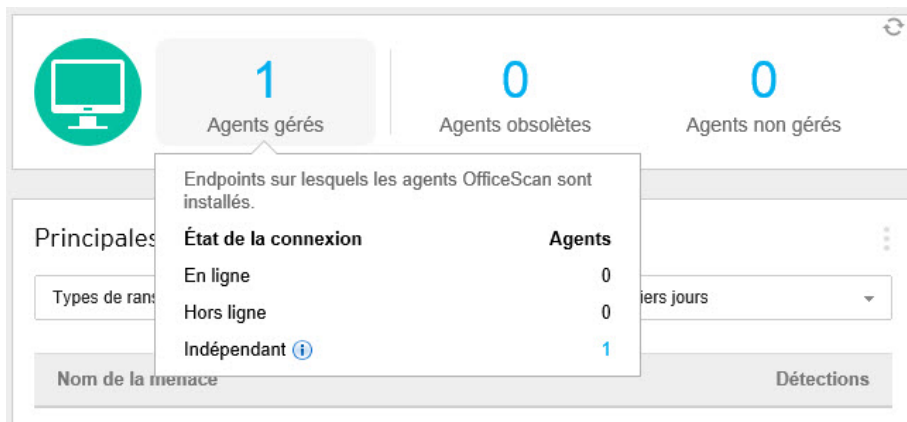 1
Agents gérés
0
Agents obsolètes
0
Agents non gérés
Endpoints sur lesquels les agents OfficeScan sont
installés.
Principales
État de la connexion Agents
En ligne 0
Types de
Hors ligne 0
jours
Indépendant 1
Nom de la menace Détections